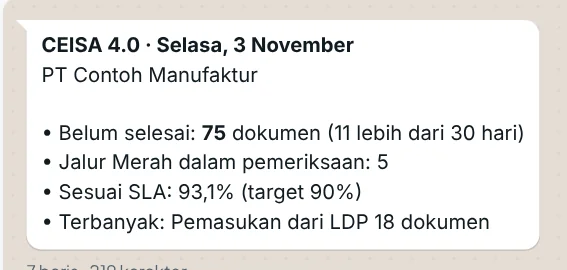 CEISA 4.0 · Selasa, 3 November
PT Contoh Manufaktur
• Belum selesai: 75 dokumen (11 lebih dari 30 hari)
• Jalur Merah dalam pemeriksaan: 5
• Sesuai SLA: 93,1% (target 90%)
• Terbanyak: Pemasukan dari LDP 18 dokumen